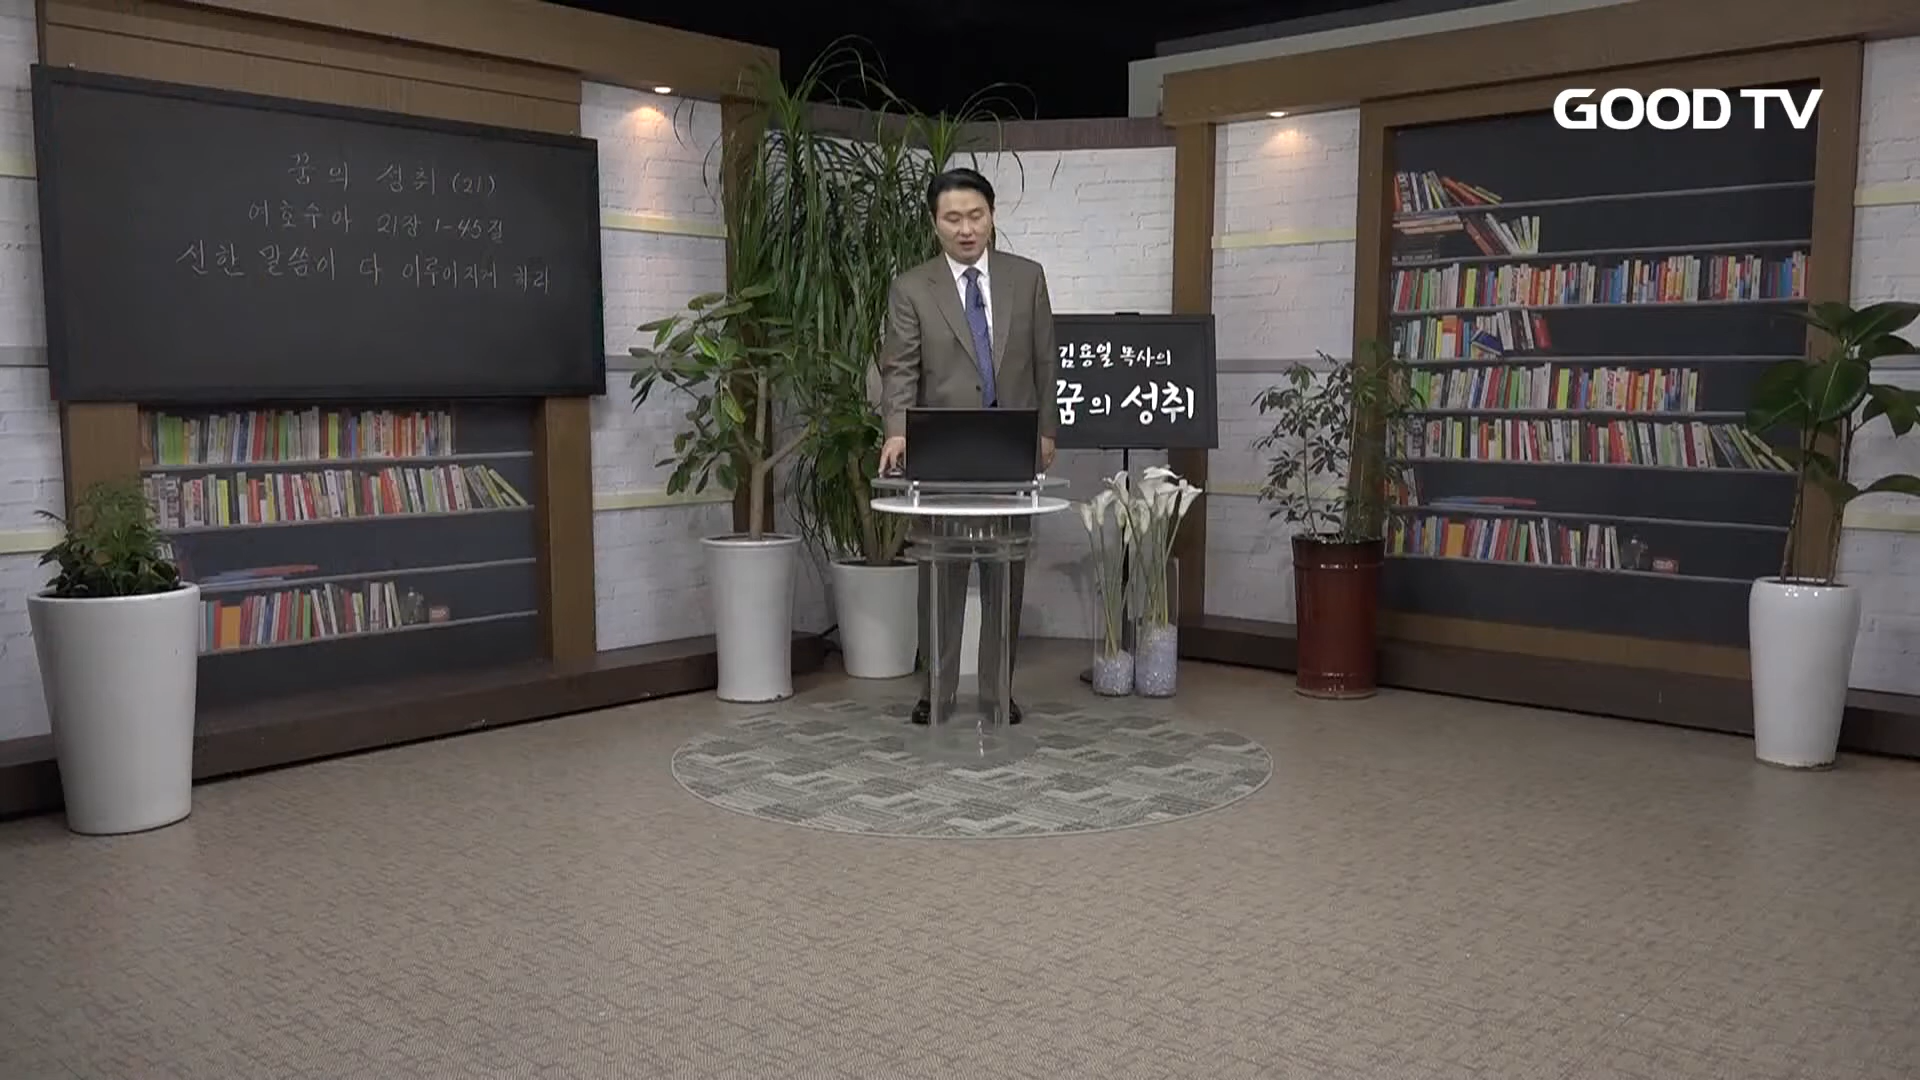 GOOD TV
꿈의 성취 (21)
여호수아 21장 1-45절
선한 말씀이 다 이루어지게 하라
김용일 목사의
꿈의 성취